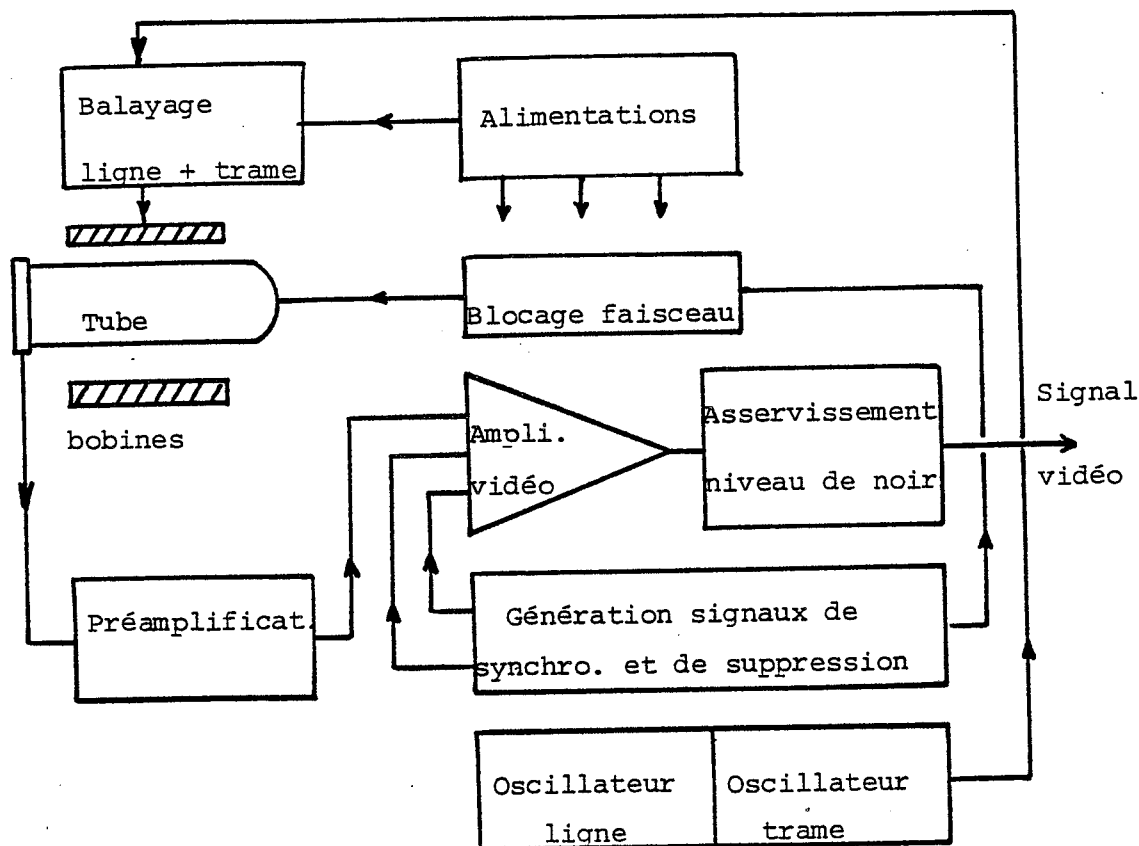 Balayage
ligne + trame
Alimentations
Tube
Blocage faisceau
bobines
Ampli.
vidéo
Asservissement
niveau de noir
Signal
vidéo
Préamplificat.
Génération signaux de
synchro. et de suppression
Oscillateur
ligne
Oscillateur
trame